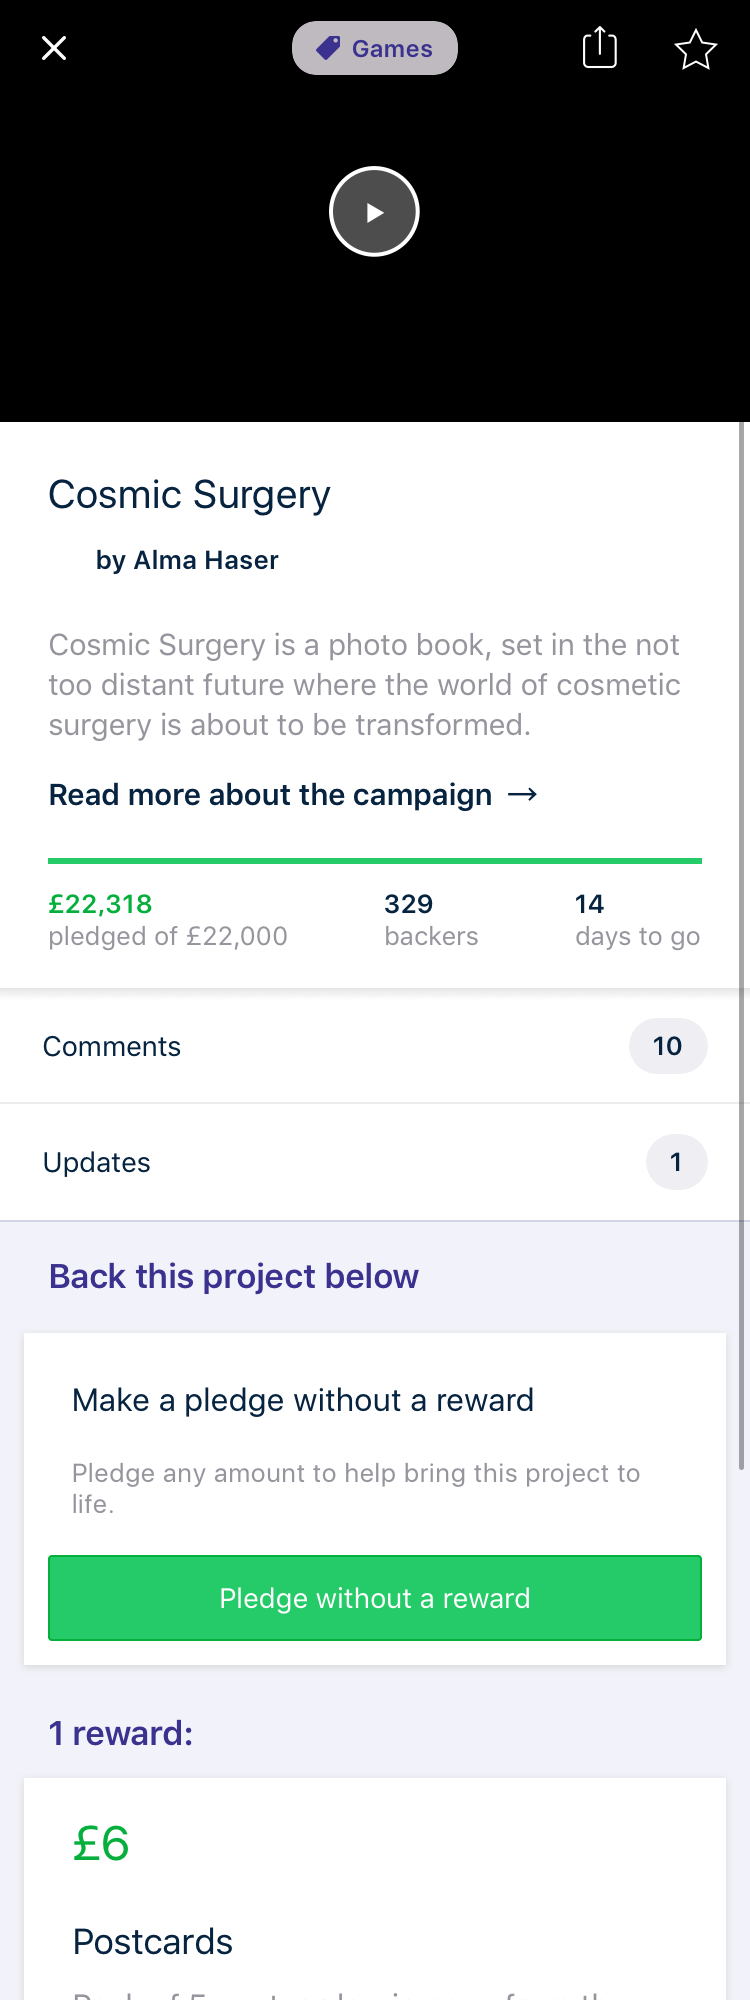 Games
Cosmic Surgery
by Alma Haser
Cosmic Surgery is a photo book, set in the not
too distant future where the world of cosmetic
surgery is about to be transformed.
Read more about the campaign →
£22,318 329 14
pledged of £22,000 backers days to go
Comments 10
Updates 1
Back this project below
Make a pledge without a reward
Pledge any amount to help bring this project to
life.
Pledge without a reward
1 reward:
£6
Postcards